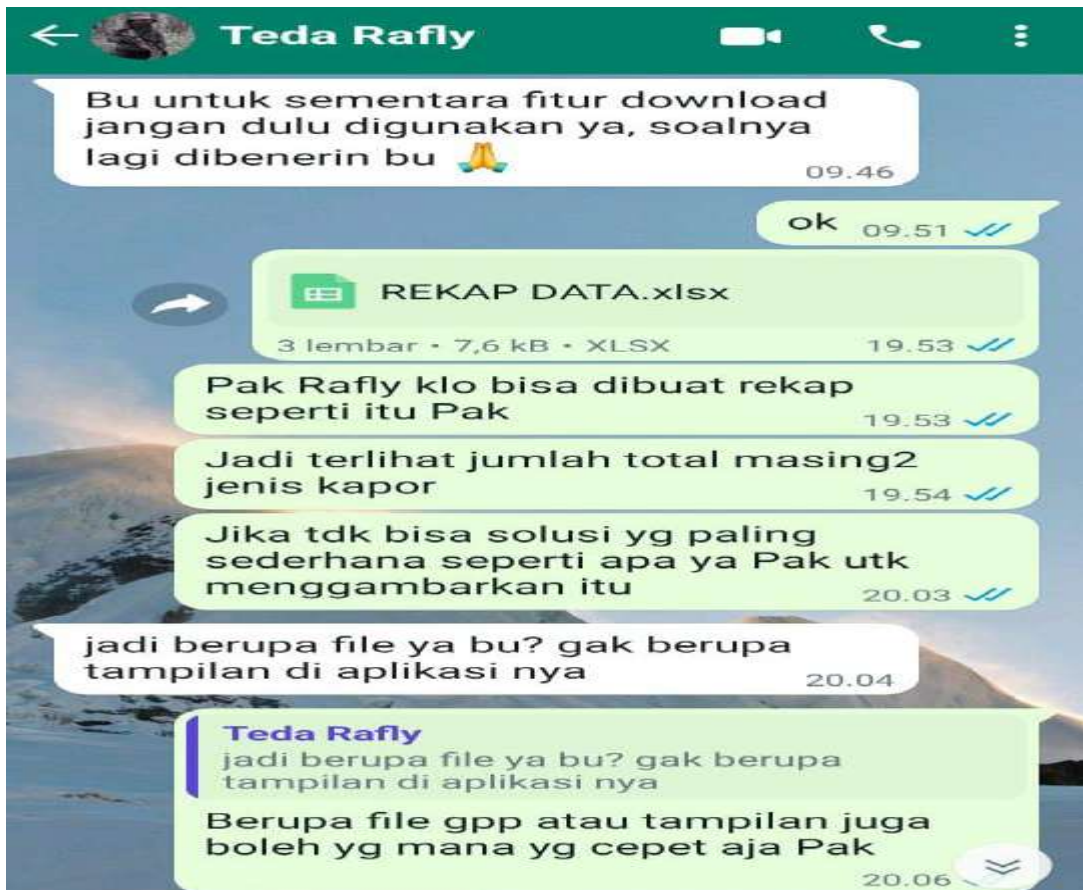 Teda Rafly
Bu untuk sementara fitur download
jangan dulu digunakan ya, soalnya
lagi dibenerin bu 🙏
09.46
ok 09.51
REKAP DATA.xlsx
3 lembar • 7,6 kB • XLSX 19.53
Pak Rafly klo bisa dibuat rekap
seperti itu Pak
19.53
Jadi terlihat jumlah total masing2
jenis kapor
19.54
Jika tdk bisa solusi yg paling
sederhana seperti apa ya Pak utk
menggambarkan itu
20.03
jadi berupa file ya bu? gak berupa
tampilan di aplikasi nya
20.04
Teda Rafly
jadi berupa file ya bu? gak berupa
tampilan di aplikasi nya
Berupa file gpp atau tampilan juga
boleh yg mana yg cepet aja Pak
20.06